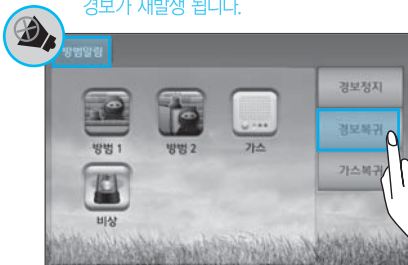 경보가 재발생 됩니다.
방범알림
경보정지
방범 1
방범 2
가스
경보복귀
가스복귀
비상